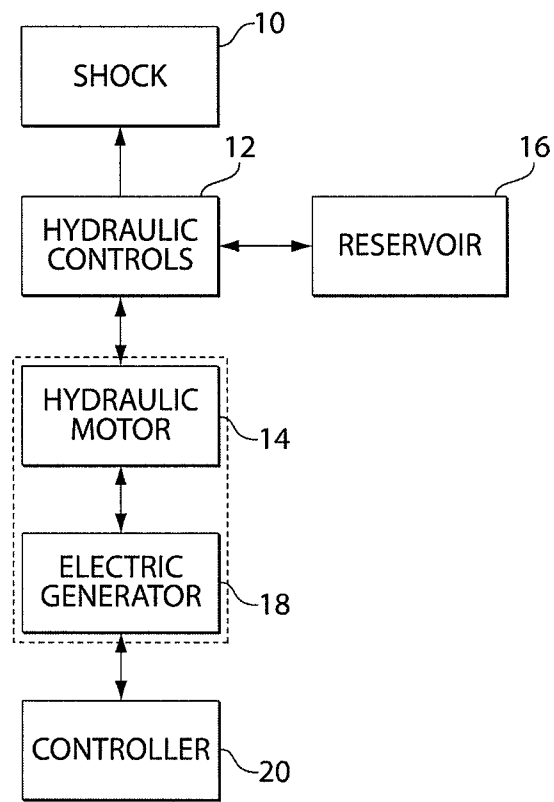 10
SHOCK
12
16
HYDRAULIC
CONTROLS
RESERVOIR
HYDRAULIC
MOTOR
14
ELECTRIC
GENERATOR
18
CONTROLLER
20